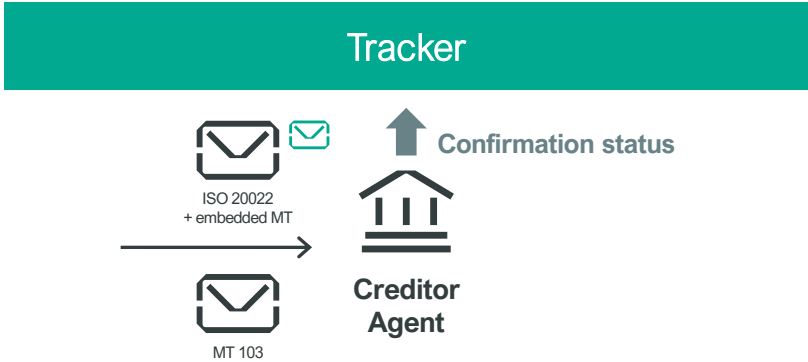 Tracker
Confirmation status
ISO 20022
+ embedded MT
Creditor
Agent
MT 103